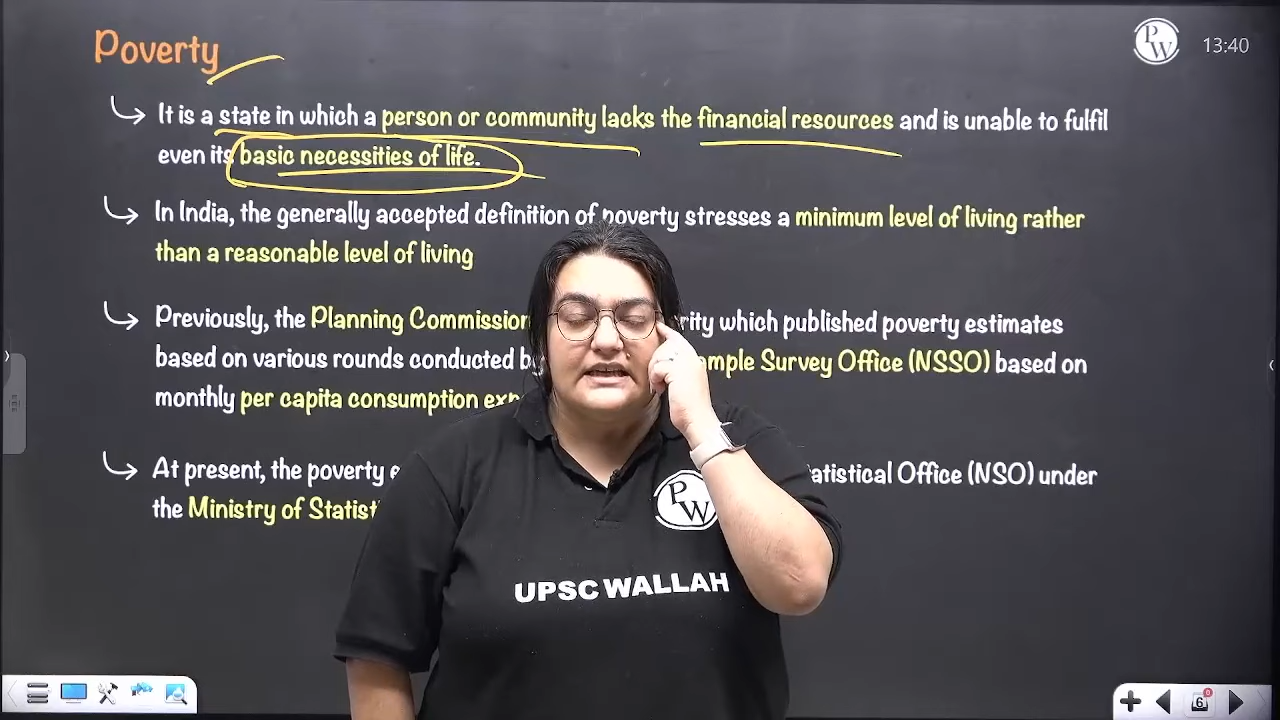 Poverty
PW
13:40
It is a state in which a person or community lacks the financial resources and is unable to fulfil
even its basic necessities of life.
In India, the generally accepted definition of poverty stresses a minimum level of living rather
than a reasonable level of living
Previously, the Planning Commission rity which published poverty estimates
based on various rounds conducted ample Survey Office (NSSO) based on
monthly per capita consumption
At present, the poverty atistical Office (NSO) under
the Ministry of
PW
UPSC WALLAH
6